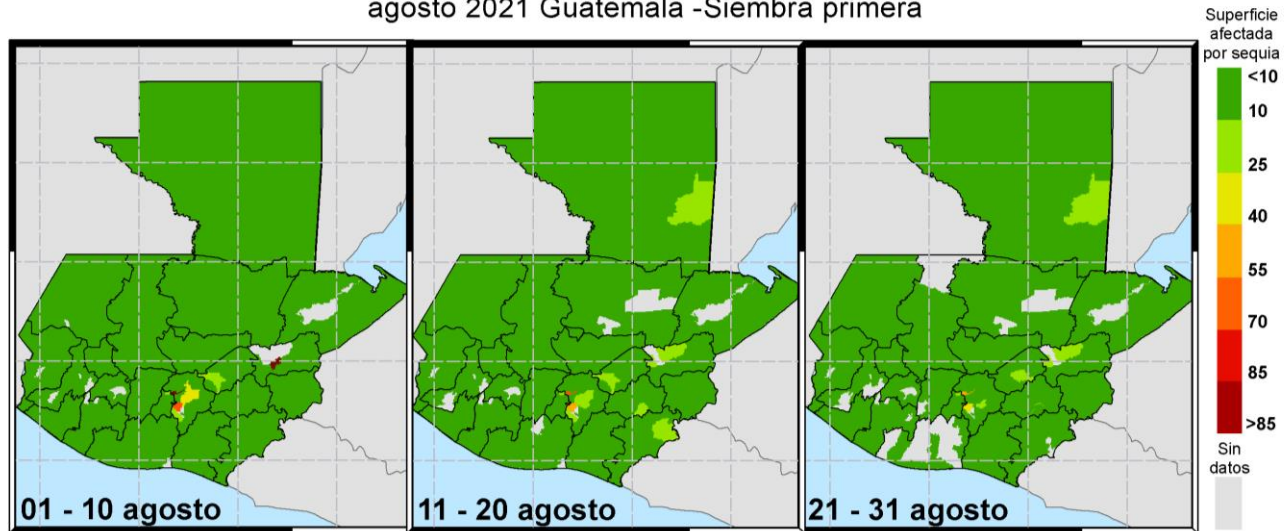 agosto 2021 Guatemala -Siembra primera
Superficie
afectada
por sequia
<10
10
25
40
55
70
85
>85
Sin
datos
01 - 10 agosto
11 - 20 agosto
21 - 31 agosto